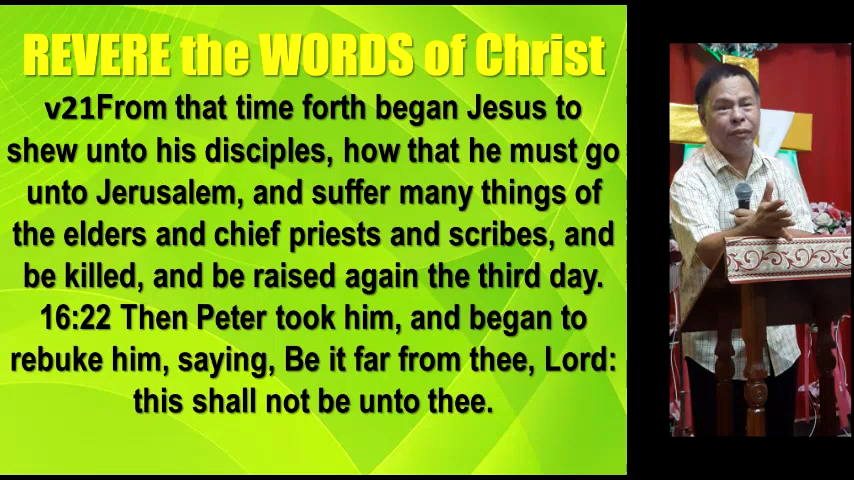 REVERE the WORDS of Christ
v21From that time forth began Jesus to
shew unto his disciples, how that he must go
unto Jerusalem, and suffer many things of
the elders and chief priests and scribes, and
be killed, and be raised again the third day.
16:22 Then Peter took him, and began to
rebuke him, saying, Be it far from thee, Lord:
this shall not be unto thee.